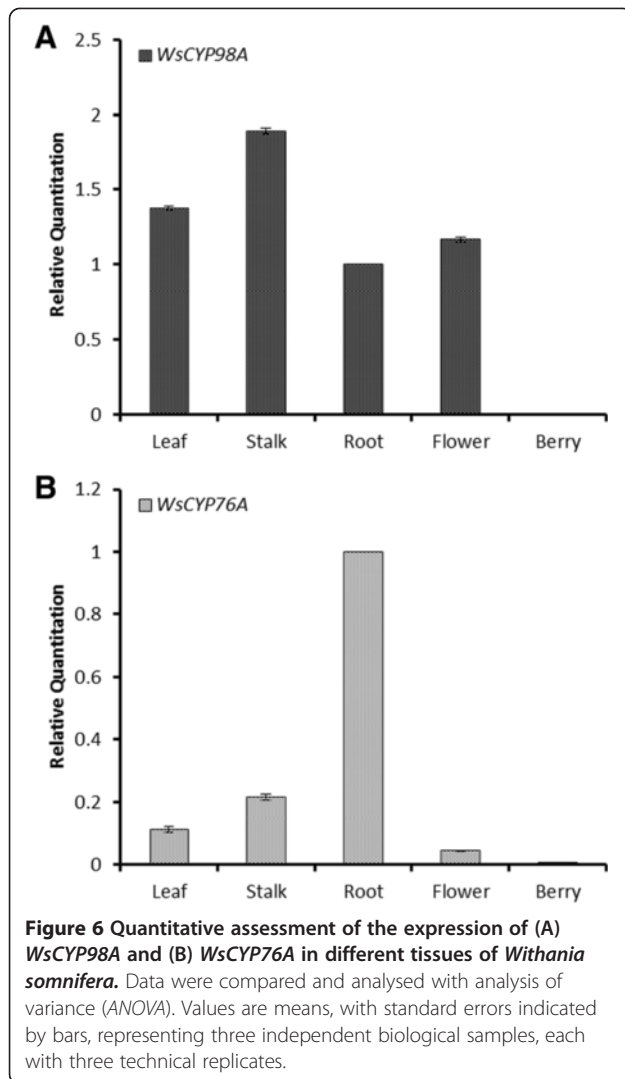 A
2.5
WsCYP98A
2
1.5
1
0.5
0
Relative Quantitation
Leaf Stalk Root Flower Berry
B
1.2
WsCYP76A
1
0.8
0.6
0.4
0.2
0
Relative Quantitation
Leaf Stalk Root Flower Berry
Figure 6 Quantitative assessment of the expression of (A)
WsCYP98A and (B) WsCYP76A in different tissues of Withania
somnifera. Data were compared and analysed with analysis of
variance (ANOVA). Values are means, with standard errors indicated
by bars, representing three independent biological samples, each
with three technical replicates.